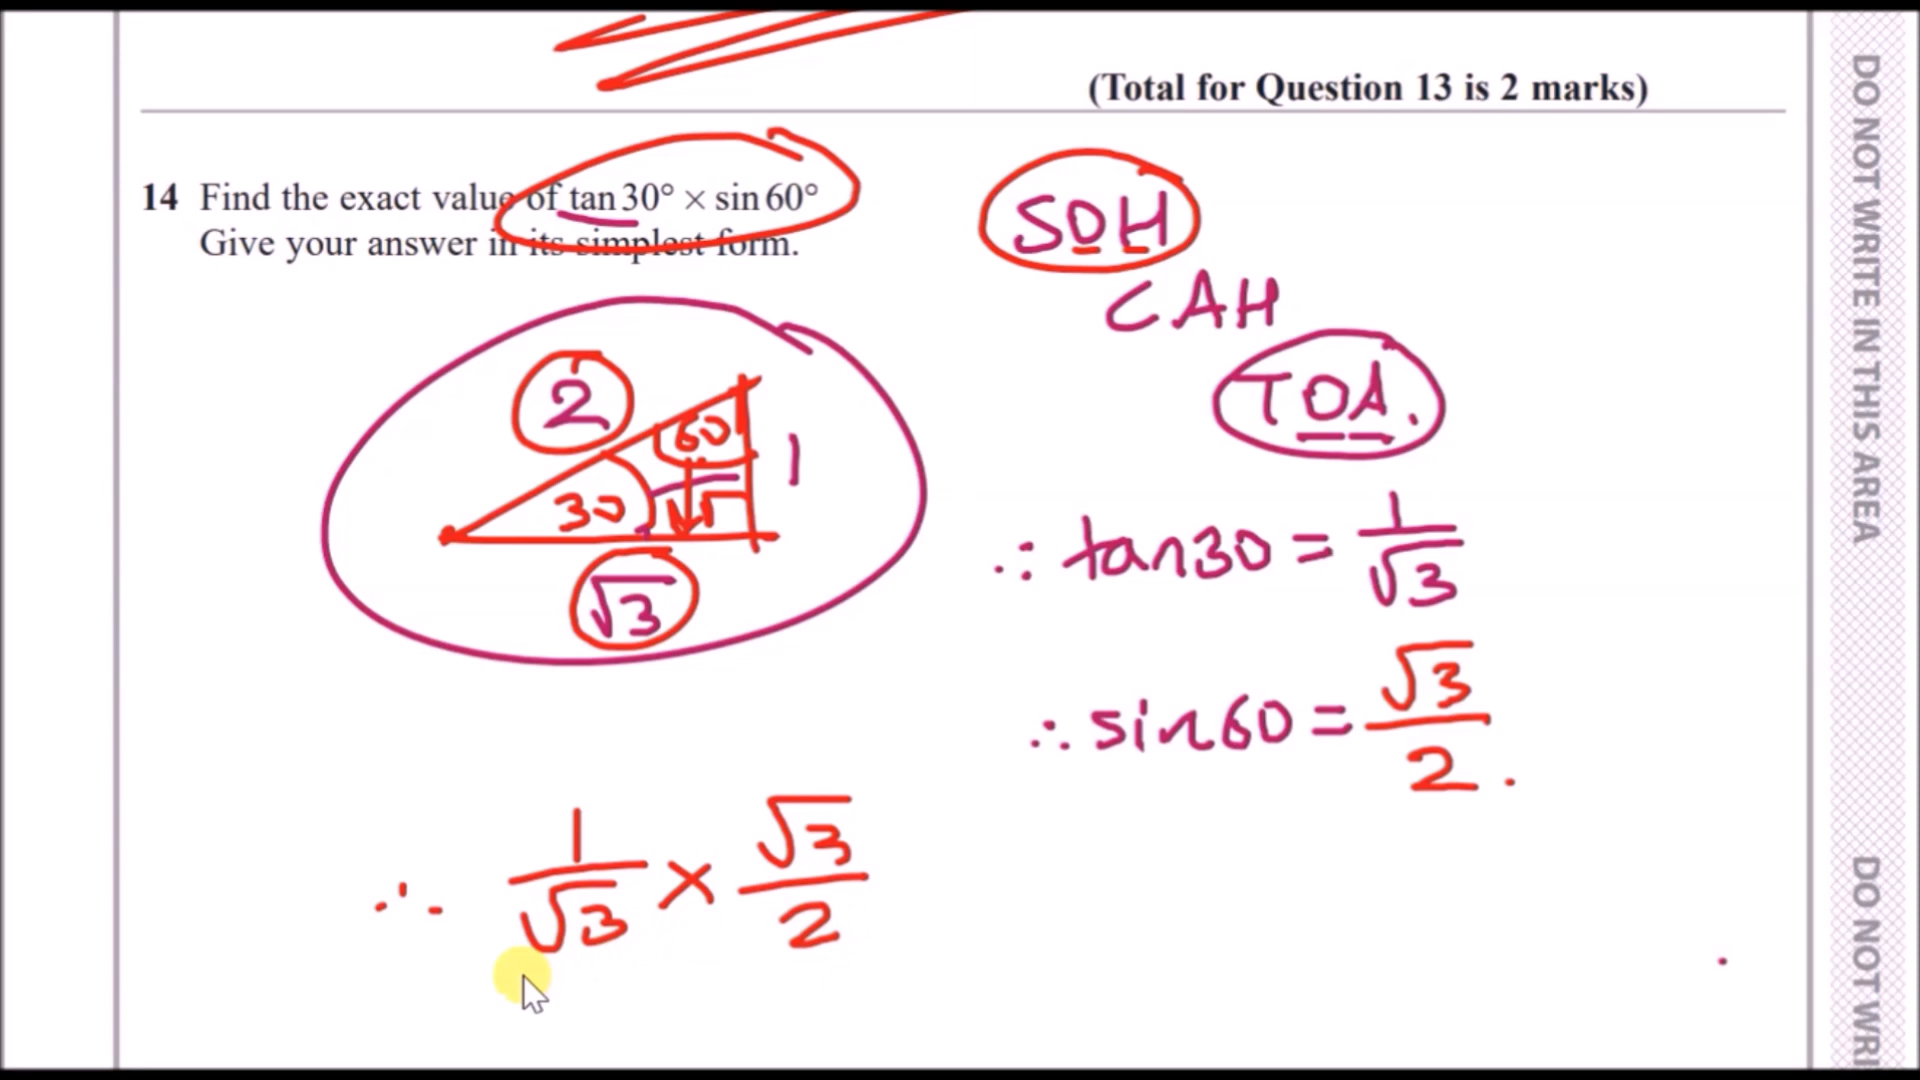 (Total for Question 13 is 2 marks)
14 Find the exact value of tan 30° × sin 60°
Give your answer in its simplest form.
SOH
CAH
TOA.
2
60
1
30
√3
∴ tan30 = 1/√3
∴ sin60 = √3/2.
∴ 1/√3 × √3/2
DO NOT WRITE IN THIS AREA
DO NOT WRI